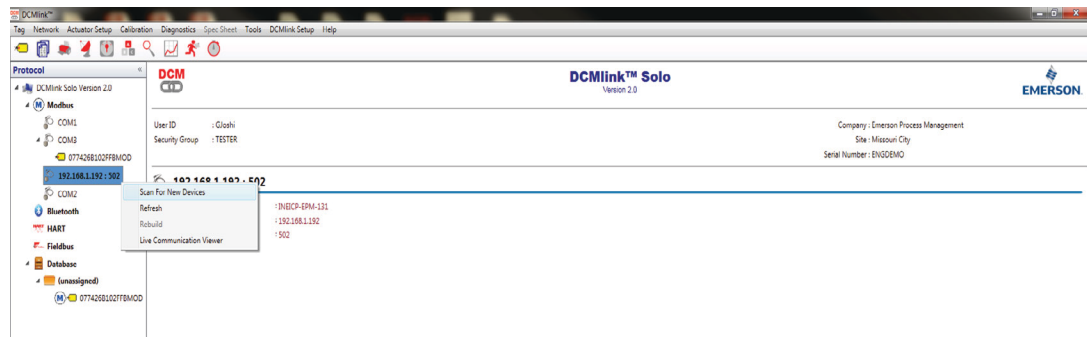 DCMlink™
Tag Network Actuator Setup Calibration Diagnostics Spec Sheet Tools DCMlink Setup Help
Protocol
DCMlink Solo Version 2.0
Modbus
COM1
COM3
0774268102FFBMOD
192.168.1.192 : 502
COM2
Bluetooth
HART
Fieldbus
Database
(unassigned)
0774268102FFBMOD
Scan For New Devices
Refresh
Rebuild
Live Communication Viewer
DCM
DCMlink™ Solo
Version 2.0
EMERSON.
User ID : GJoshi
Security Group : TESTER
Company : Emerson Process Management
Site : Missouri City
Serial Number : ENGDEMO
192.168.1.192 : 502
: INEICP-EPM-131
: 192.168.1.192
: 502